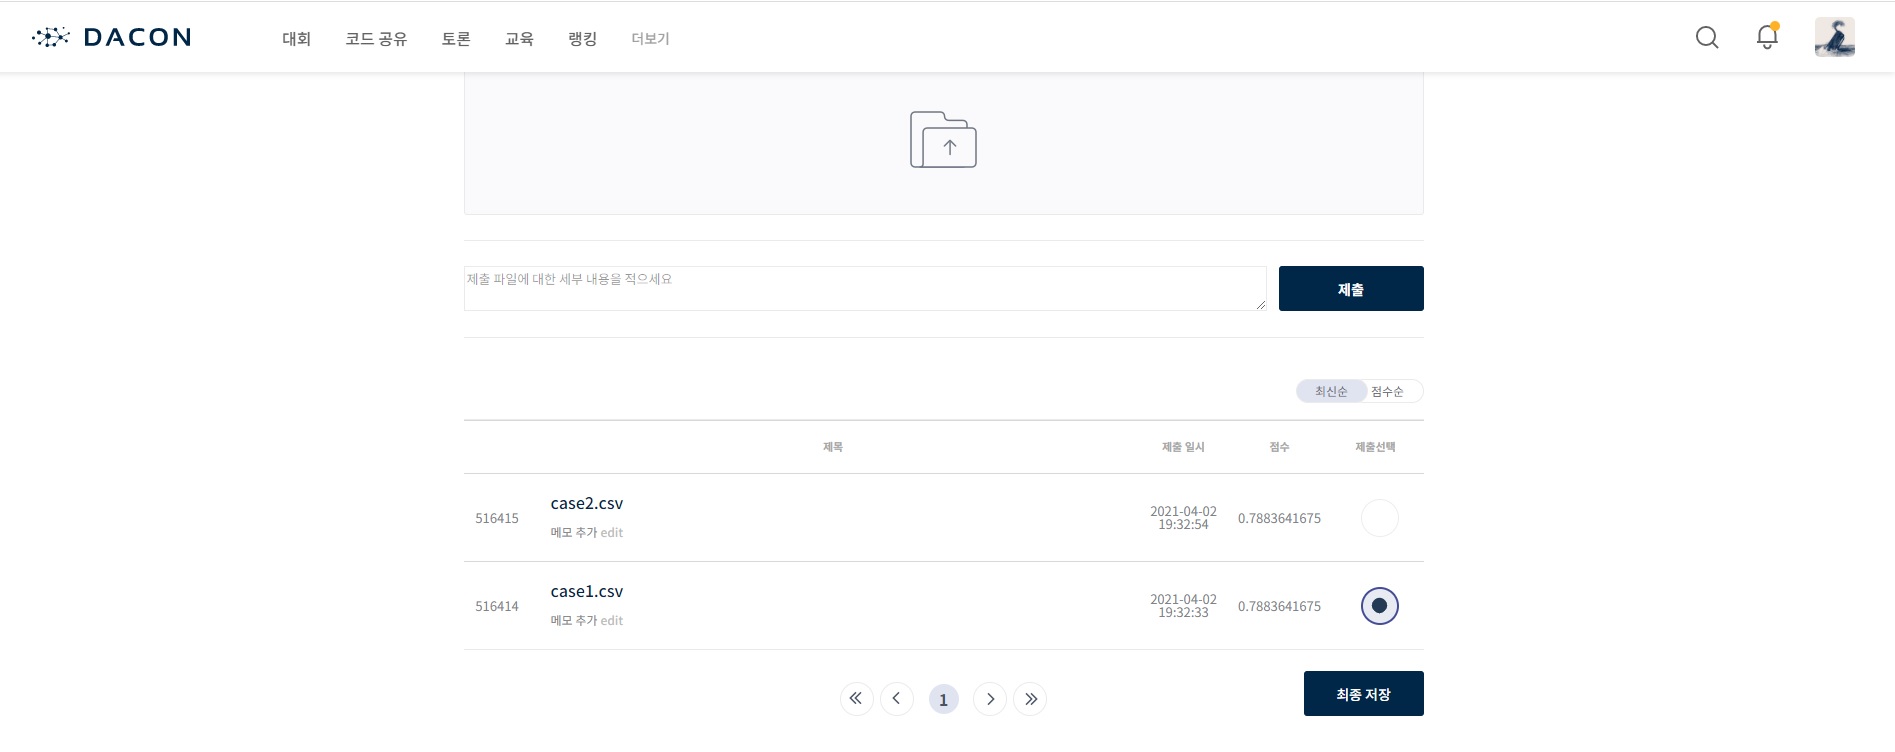 DACON 대회 코드 공유 토론 교육 랭킹 더보기
제출 파일에 대한 세부 내용을 적으세요
제출
최신순 점수순
제목 제출 일시 점수 제출선택
516415 case2.csv 2021-04-02 0.7883641675
메모 추가 edit 19:32:54
516414 case1.csv 2021-04-02 0.7883641675
메모 추가 edit 19:32:33
1
최종 저장